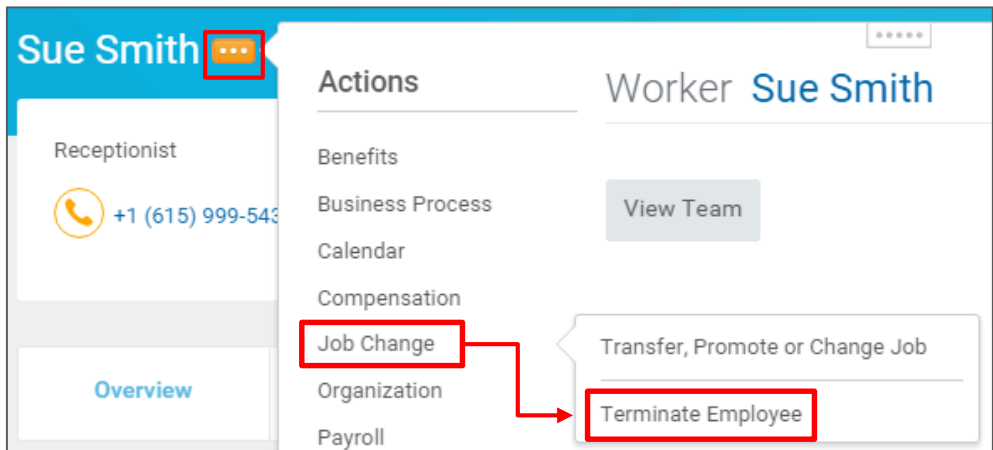 Sue Smith
Actions
Worker Sue Smith
Receptionist
+1 (615) 999-543
Benefits
Business Process
Calendar
Compensation
Job Change
Organization
Payroll
View Team
Transfer, Promote or Change Job
Terminate Employee
Overview